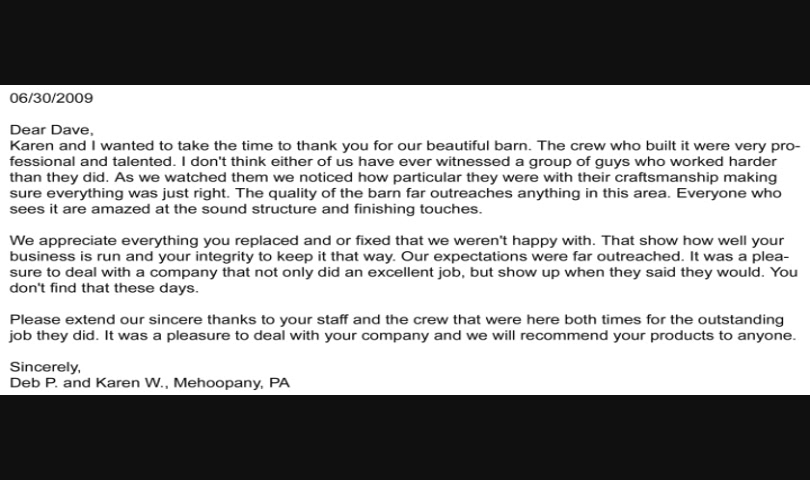 06/30/2009
Dear Dave,
Karen and I wanted to take the time to thank you for our beautiful barn. The crew who built it were very pro-
fessional and talented. I don't think either of us have ever witnessed a group of guys who worked harder
than they did. As we watched them we noticed how particular they were with their craftsmanship making
sure everything was just right. The quality of the barn far outreaches anything in this area. Everyone who
sees it are amazed at the sound structure and finishing touches.
We appreciate everything you replaced and or fixed that we weren't happy with. That show how well your
business is run and your integrity to keep it that way. Our expectations were far outreached. It was a plea-
sure to deal with a company that not only did an excellent job, but show up when they said they would. You
don't find that these days.
Please extend our sincere thanks to your staff and the crew that were here both times for the outstanding
job they did. It was a pleasure to deal with your company and we will recommend your products to anyone.
Sincerely,
Deb P. and Karen W., Mehoopany, PA